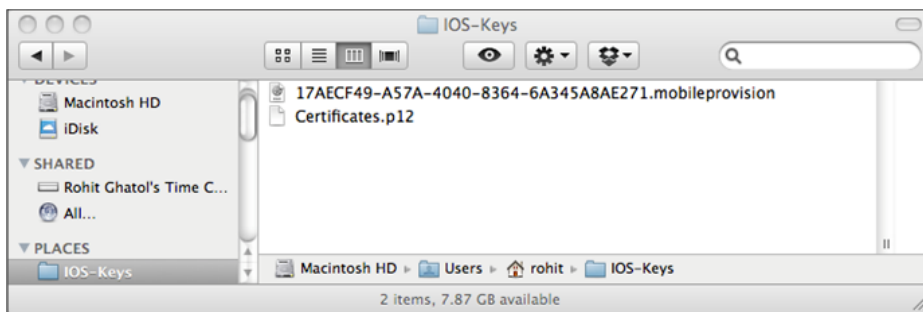 IOS-Keys
DEVICES
Macintosh HD
iDisk
SHARED
Rohit Ghatol's Time C...
All...
PLACES
IOS-Keys
17AECF49-A57A-4040-8364-6A345A8AE271.mobileprovision
Certificates.p12
Macintosh HD ▸ Users ▸ rohit ▸ IOS-Keys
2 items, 7.87 GB available